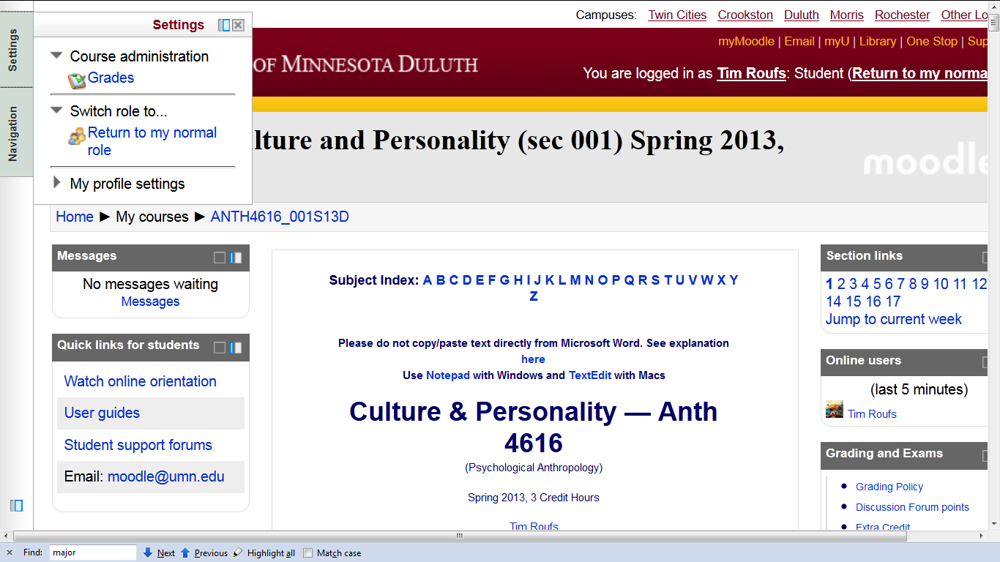 Campuses: Twin Cities Crookston Duluth Morris Rochester Other Lo
myMoodle | Email | myU | Library | One Stop | Sup
OF MINNESOTA DULUTH
You are logged in as Tim Roufs: Student (Return to my norma
Settings
Navigation
Settings
Course administration
Grades
Switch role to...
Return to my normal
role
My profile settings
lture and Personality (sec 001) Spring 2013,
moodle
Home ► My courses ► ANTH4616_001S13D
Messages
No messages waiting
Messages
Quick links for students
Watch online orientation
User guides
Student support forums
Email: moodle@umn.edu
Subject Index: A B C D E F G H I J K L M N O P Q R S T U V W X Y
Z
Please do not copy/paste text directly from Microsoft Word. See explanation
here
Use Notepad with Windows and TextEdit with Macs
Culture & Personality — Anth
4616
(Psychological Anthropology)
Spring 2013, 3 Credit Hours
Tim Roufs
Section links
1 2 3 4 5 6 7 8 9 10 11 12
14 15 16 17
Jump to current week
Online users
(last 5 minutes)
Tim Roufs
Grading and Exams
Grading Policy
Discussion Forum points
Extra Credit
Find: major Next Previous Highlight all Match case